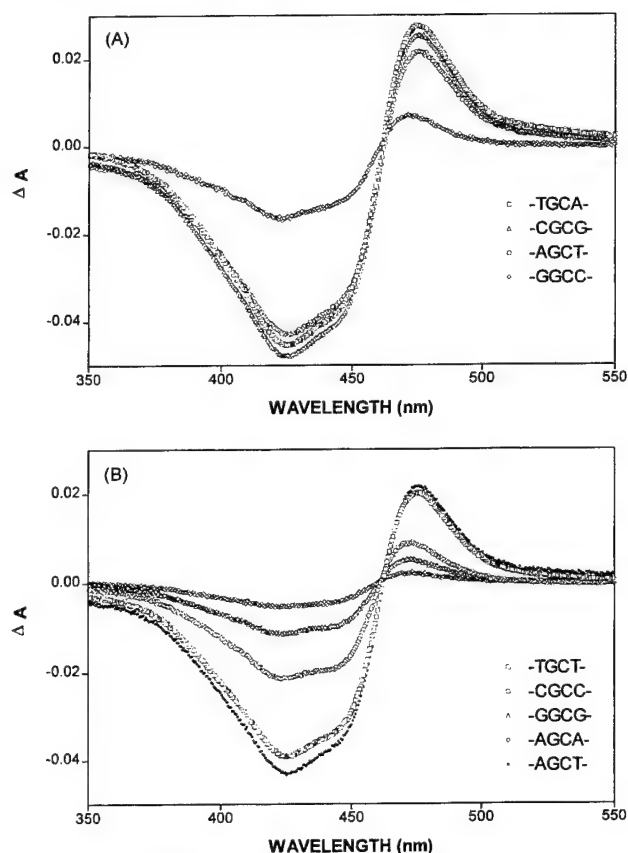 (A)
0.02
0.00
-0.02
-0.04
Δ A
-TGCA-
-CGCG-
-AGCT-
-GGCC-
350 400 450 500 550
WAVELENGTH (nm)
(B)
0.02
0.00
-0.02
-0.04
Δ A
-TGCT-
-CGCC-
-GGCG-
-AGCA-
-AGCT-
350 400 450 500 550
WAVELENGTH (nm)